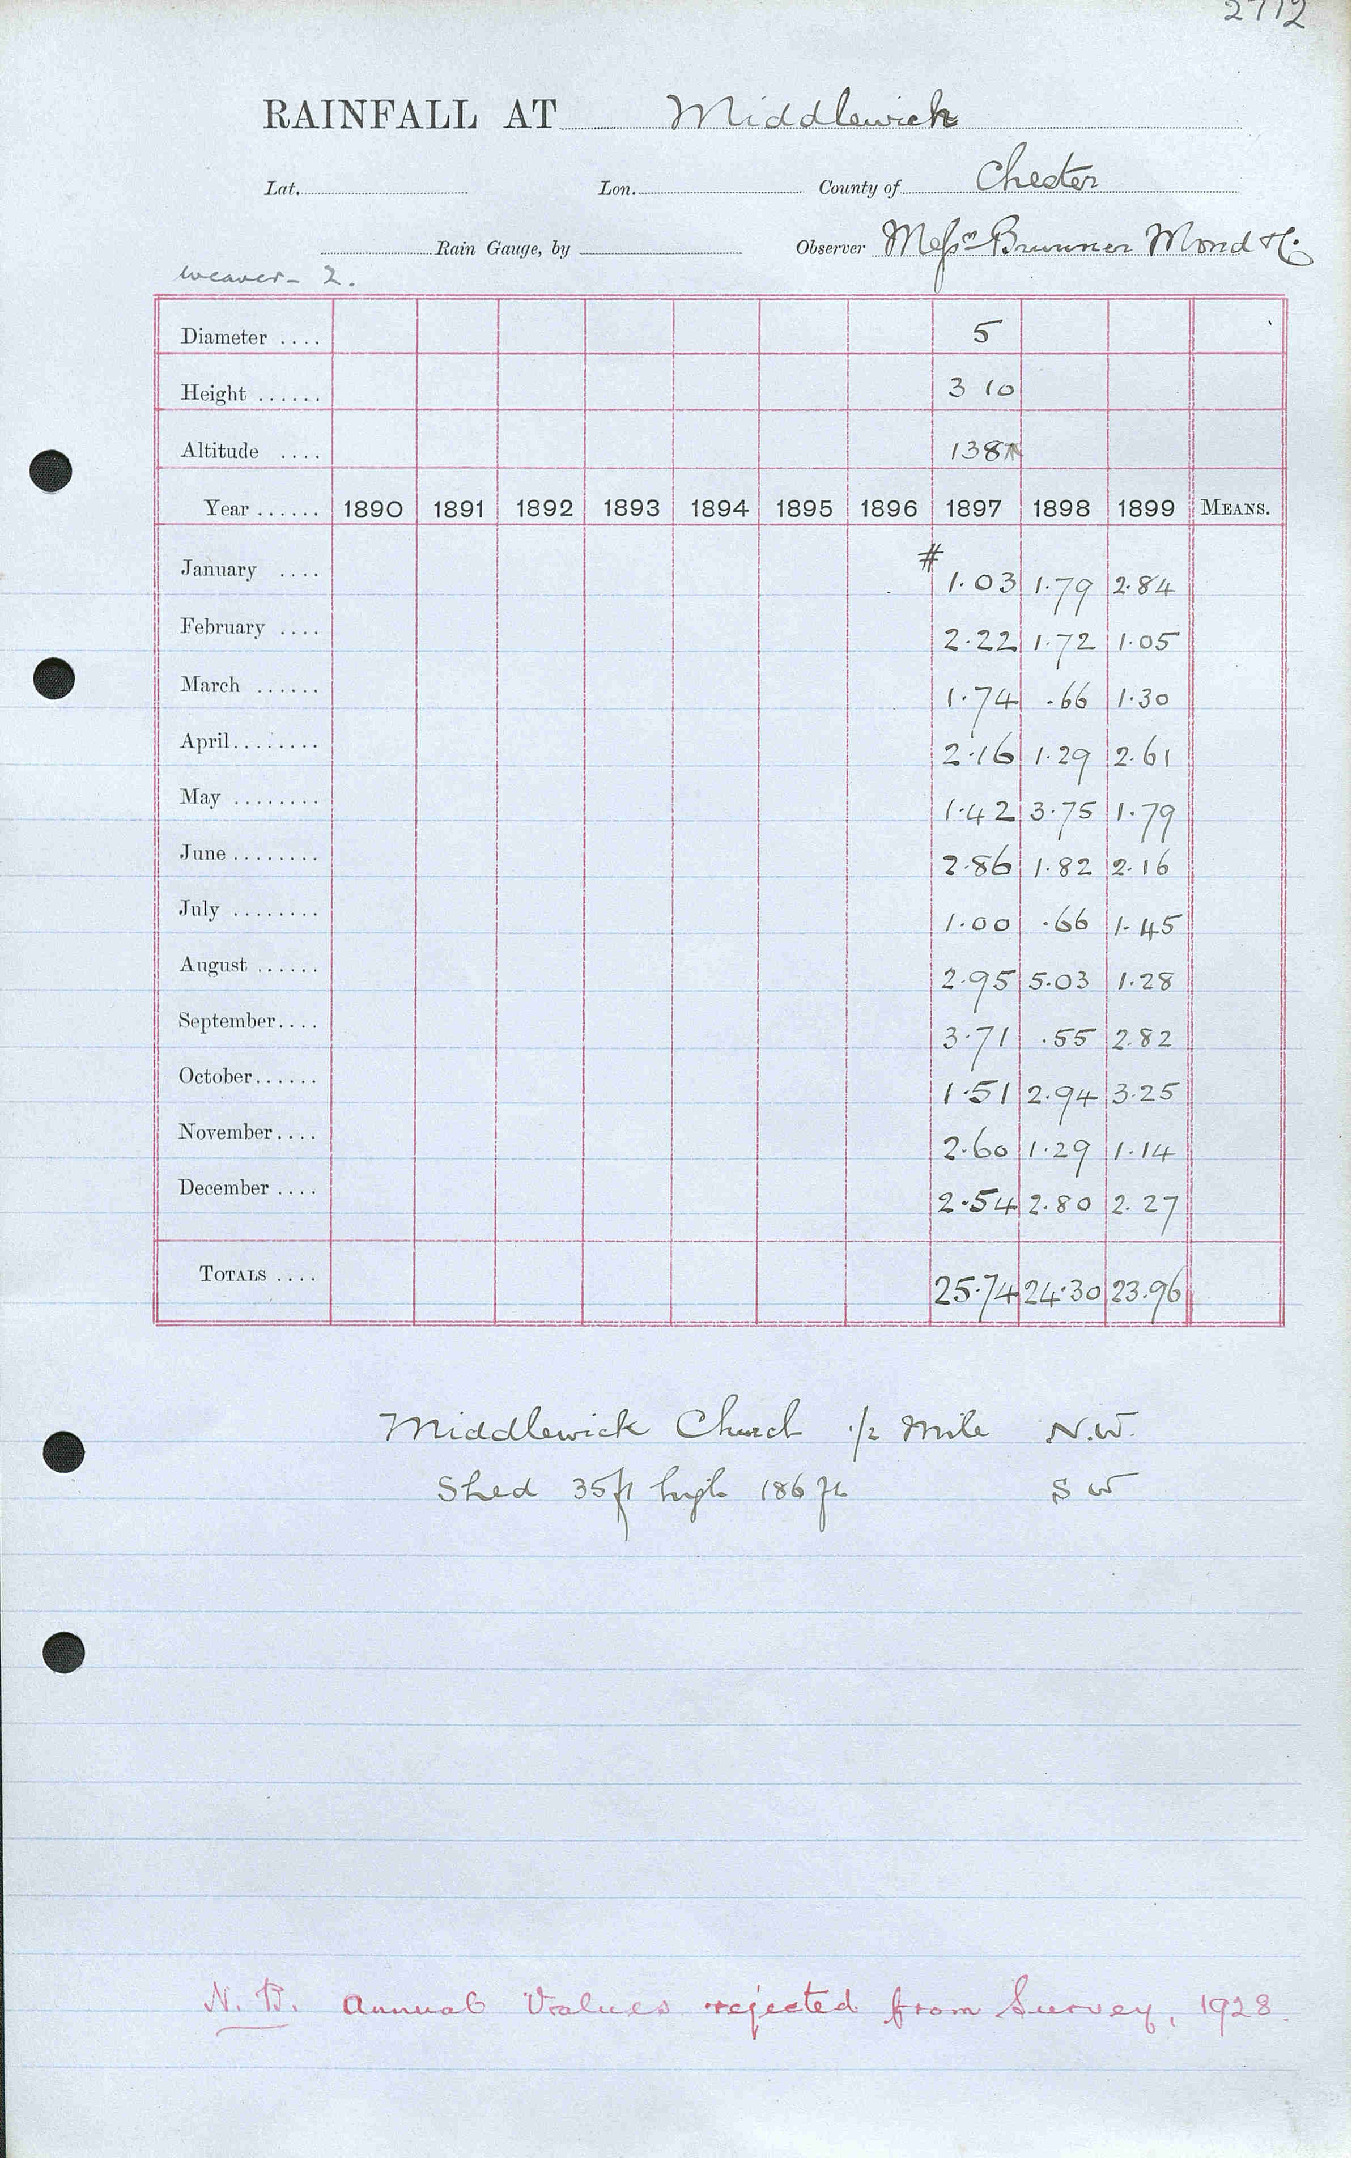 2712
RAINFALL AT Middlewich
Lat. Lon. County of Chester
Rain Gauge, by Observer Messrs Brunner Mond & Co.
Weaver - 2.
Diameter .... 5
Height ...... 3 10
Altitude .... 138
Year ...... 1890 1891 1892 1893 1894 1895 1896 1897 1898 1899 MEANS.
January .... # 1.03 1.79 2.84
February .... 2.22 1.72 1.05
March ...... 1.74 .66 1.30
April ........ 2.16 1.29 2.61
May ........ 1.42 3.75 1.79
June ........ 2.86 1.82 2.16
July ........ 1.00 .66 1.45
August ...... 2.95 5.03 1.28
September .... 3.71 .55 2.82
October ...... 1.51 2.94 3.25
November .... 2.60 1.29 1.14
December .... 2.54 2.80 2.27
TOTALS .... 25.74 24.30 23.96
Middlewich Church 1/2 Mile N.W.
Shed 35ft high 186 ft S W
N.B. Annual Values rejected from Survey, 1928.